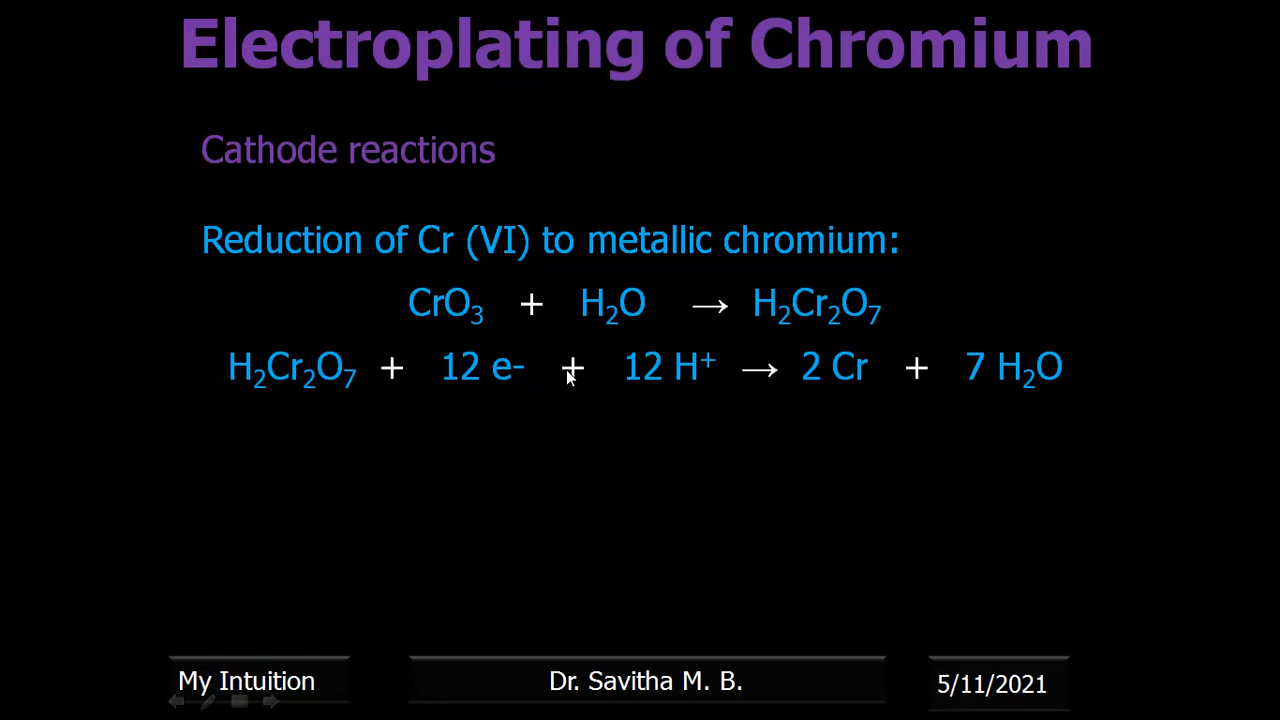 Electroplating of Chromium
Cathode reactions
Reduction of Cr (VI) to metallic chromium:
CrO₃ + H₂O → H₂Cr₂O₇
H₂Cr₂O₇ + 12 e- + 12 H⁺ → 2 Cr + 7 H₂O
My Intuition
Dr. Savitha M. B.
5/11/2021